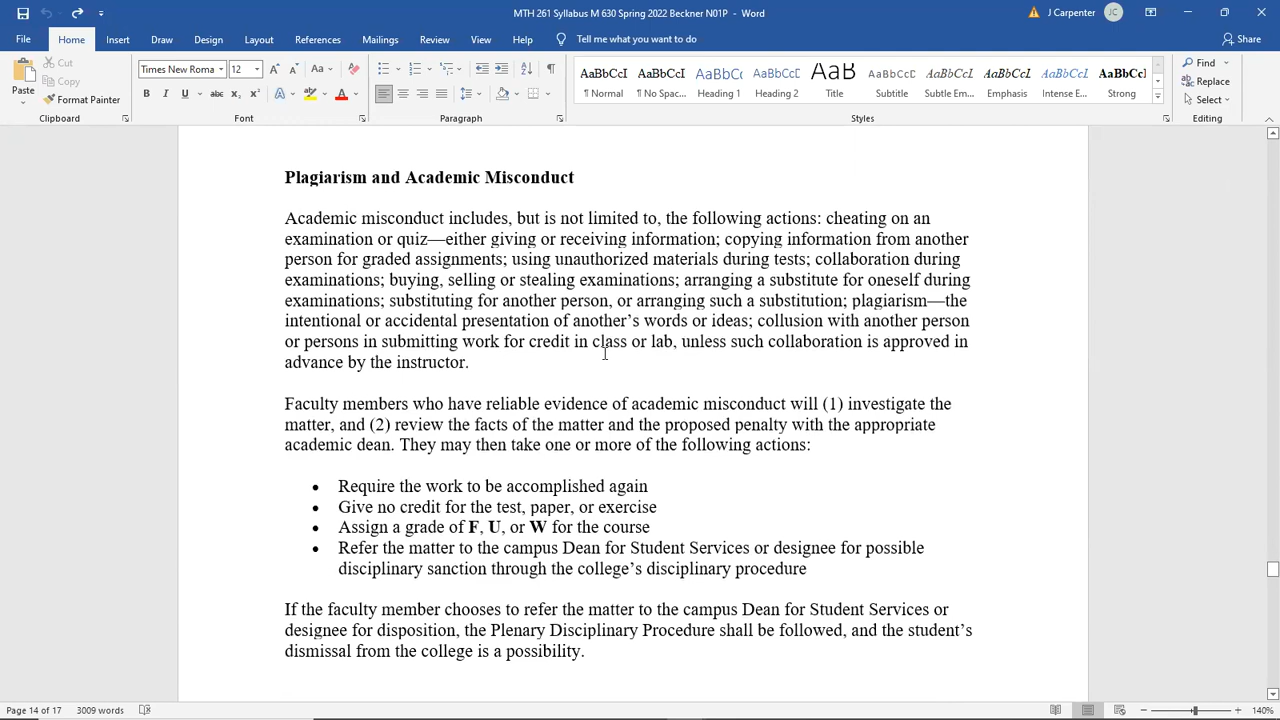 MTH 261 Syllabus M 630 Spring 2022 Beckner N01P - Word
J Carpenter
JC
File Home Insert Draw Design Layout References Mailings Review View Help Tell me what you want to do Share
Paste
Cut
Copy
Format Painter
Clipboard
Times New Roma 12
Font
Paragraph
AaBbCcI AaBbCcI AaBbCcI AaBbCcI AaB AaBbCcI AaBbCcI AaBbCcI AaBbCcI AaBbCc
¶ Normal ¶ No Spac... Heading 1 Heading 2 Title Subtitle Subtle Em... Emphasis Intense E... Strong
Styles
Find
Replace
Select
Editing
Plagiarism and Academic Misconduct
Academic misconduct includes, but is not limited to, the following actions: cheating on an
examination or quiz—either giving or receiving information; copying information from another
person for graded assignments; using unauthorized materials during tests; collaboration during
examinations; buying, selling or stealing examinations; arranging a substitute for oneself during
examinations; substituting for another person, or arranging such a substitution; plagiarism—the
intentional or accidental presentation of another’s words or ideas; collusion with another person
or persons in submitting work for credit in class or lab, unless such collaboration is approved in
advance by the instructor.
Faculty members who have reliable evidence of academic misconduct will (1) investigate the
matter, and (2) review the facts of the matter and the proposed penalty with the appropriate
academic dean. They may then take one or more of the following actions:
• Require the work to be accomplished again
• Give no credit for the test, paper, or exercise
• Assign a grade of F, U, or W for the course
• Refer the matter to the campus Dean for Student Services or designee for possible
disciplinary sanction through the college’s disciplinary procedure
If the faculty member chooses to refer the matter to the campus Dean for Student Services or
designee for disposition, the Plenary Disciplinary Procedure shall be followed, and the student’s
dismissal from the college is a possibility.
Page 14 of 17 3009 words 140%